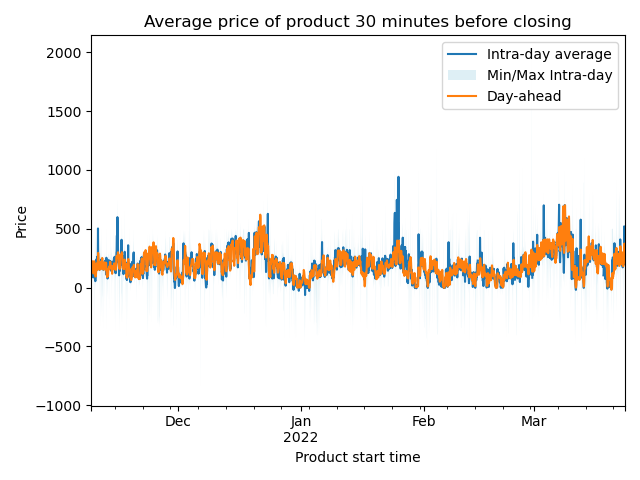 Average price of product 30 minutes before closing
2000
1500
1000
500
0
−500
−1000
Price
Intra-day average
Min/Max Intra-day
Day-ahead
Dec
Jan
2022
Feb
Mar
Product start time